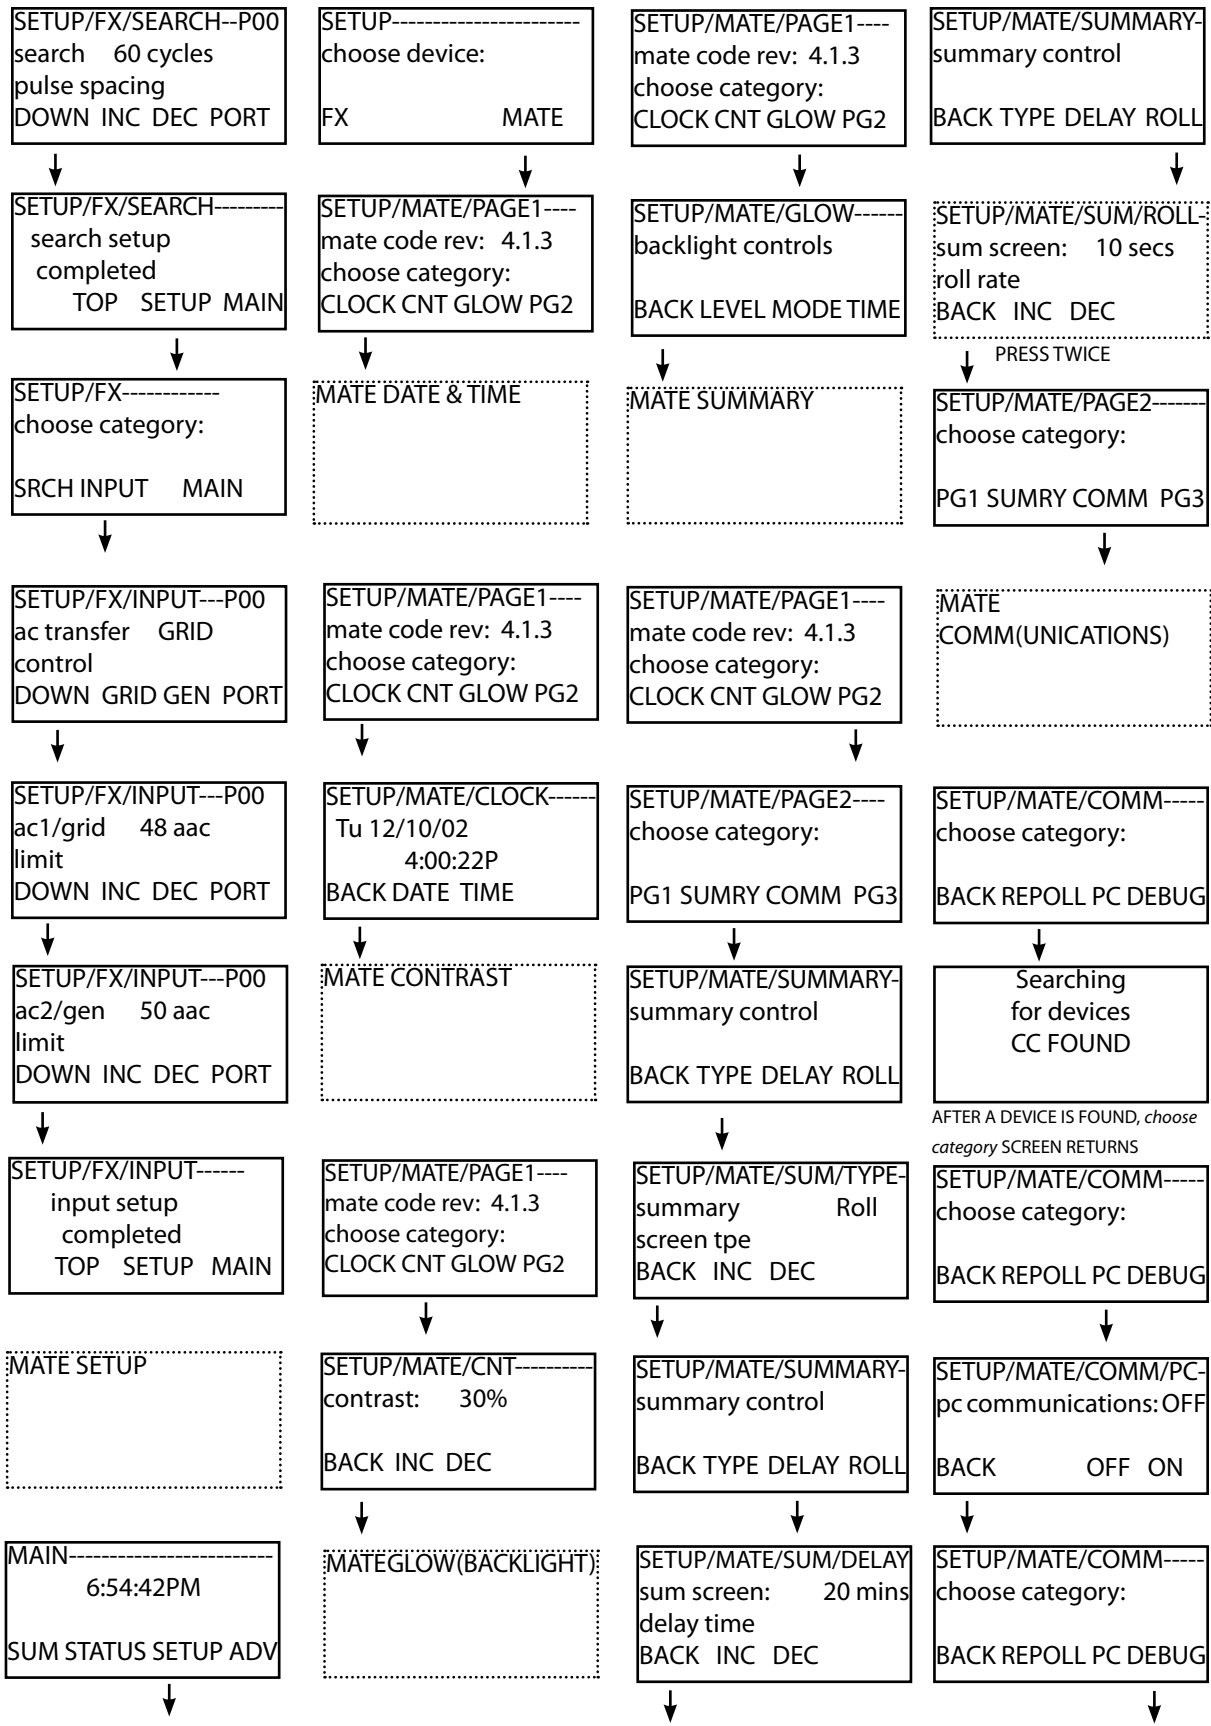 SETUP/FX/SEARCH--P00
search 60 cycles
pulse spacing
DOWN INC DEC PORT
SETUP/FX/SEARCH---------
search setup
completed
TOP SETUP MAIN
SETUP/FX------------
choose category:
SRCH INPUT MAIN
SETUP/FX/INPUT---P00
ac transfer GRID
control
DOWN GRID GEN PORT
SETUP/FX/INPUT---P00
ac1/grid 48 aac
limit
DOWN INC DEC PORT
SETUP/FX/INPUT---P00
ac2/gen 50 aac
limit
DOWN INC DEC PORT
SETUP/FX/INPUT------
input setup
completed
TOP SETUP MAIN
MATE SETUP
MAIN-------------------------
6:54:42PM
SUM STATUS SETUP ADV
SETUP-----------------------
choose device:
FX MATE
SETUP/MATE/PAGE1----
mate code rev: 4.1.3
choose category:
CLOCK CNT GLOW PG2
MATE DATE & TIME
SETUP/MATE/PAGE1----
mate code rev: 4.1.3
choose category:
CLOCK CNT GLOW PG2
SETUP/MATE/CLOCK------
Tu 12/10/02
4:00:22P
BACK DATE TIME
MATE CONTRAST
SETUP/MATE/PAGE1----
mate code rev: 4.1.3
choose category:
CLOCK CNT GLOW PG2
SETUP/MATE/CNT----------
contrast: 30%
BACK INC DEC
MATEGLOW(BACKLIGHT)
SETUP/MATE/PAGE1----
mate code rev: 4.1.3
choose category:
CLOCK CNT GLOW PG2
SETUP/MATE/GLOW------
backlight controls
BACK LEVEL MODE TIME
MATE SUMMARY
SETUP/MATE/PAGE1----
mate code rev: 4.1.3
choose category:
CLOCK CNT GLOW PG2
SETUP/MATE/PAGE2----
choose category:
PG1 SUMRY COMM PG3
SETUP/MATE/SUMMARY-
summary control
BACK TYPE DELAY ROLL
SETUP/MATE/SUM/TYPE-
summary Roll
screen tpe
BACK INC DEC
SETUP/MATE/SUMMARY-
summary control
BACK TYPE DELAY ROLL
SETUP/MATE/SUM/DELAY
sum screen: 20 mins
delay time
BACK INC DEC
SETUP/MATE/SUMMARY-
summary control
BACK TYPE DELAY ROLL
SETUP/MATE/SUM/ROLL-
sum screen: 10 secs
roll rate
BACK INC DEC
PRESS TWICE
SETUP/MATE/PAGE2-------
choose category:
PG1 SUMRY COMM PG3
MATE
COMM(UNICATIONS)
SETUP/MATE/COMM-----
choose category:
BACK REPOLL PC DEBUG
Searching
for devices
CC FOUND
AFTER A DEVICE IS FOUND, choose
category SCREEN RETURNS
SETUP/MATE/COMM-----
choose category:
BACK REPOLL PC DEBUG
SETUP/MATE/COMM/PC-
pc communications: OFF
BACK OFF ON
SETUP/MATE/COMM-----
choose category:
BACK REPOLL PC DEBUG